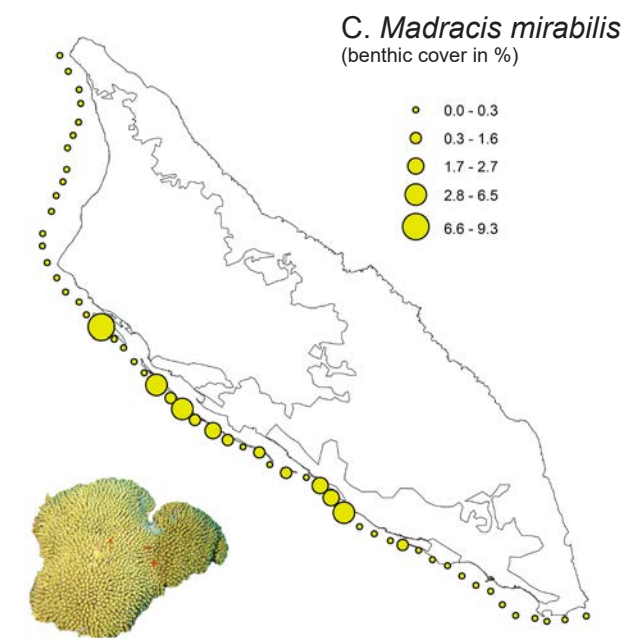 C. Madracis mirabilis
(benthic cover in %)
0.0 - 0.3
0.3 - 1.6
1.7 - 2.7
2.8 - 6.5
6.6 - 9.3